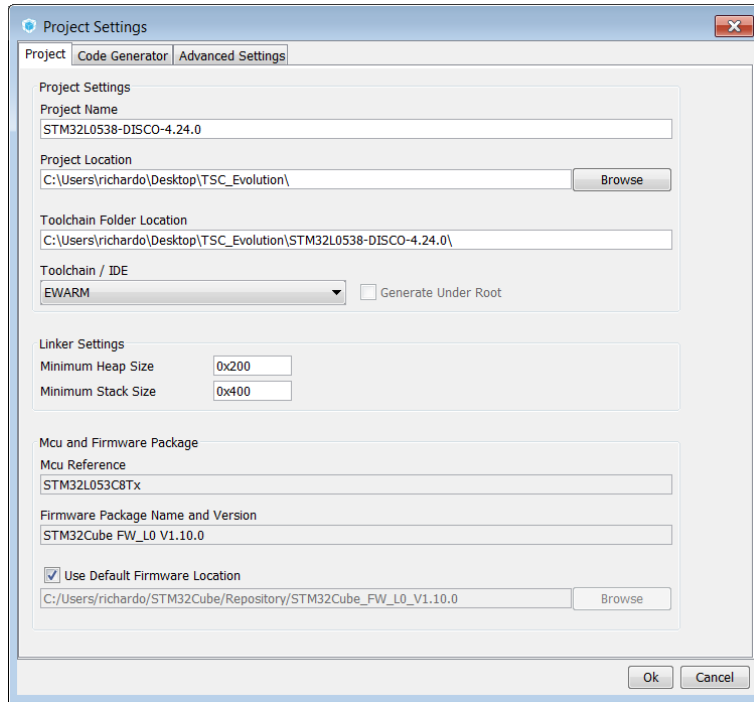 Project Settings
Project Code Generator Advanced Settings
Project Settings
Project Name
STM32L0538-DISCO-4.24.0
Project Location
C:\Users\richardo\Desktop\TSC_Evolution\ Browse
Toolchain Folder Location
C:\Users\richardo\Desktop\TSC_Evolution\STM32L0538-DISCO-4.24.0\
Toolchain / IDE
EWARM Generate Under Root
Linker Settings
Minimum Heap Size 0x200
Minimum Stack Size 0x400
Mcu and Firmware Package
Mcu Reference
STM32L053C8Tx
Firmware Package Name and Version
STM32Cube FW_L0 V1.10.0
Use Default Firmware Location
C:/Users/richardo/STM32Cube/Repository/STM32Cube_FW_L0_V1.10.0 Browse
Ok Cancel